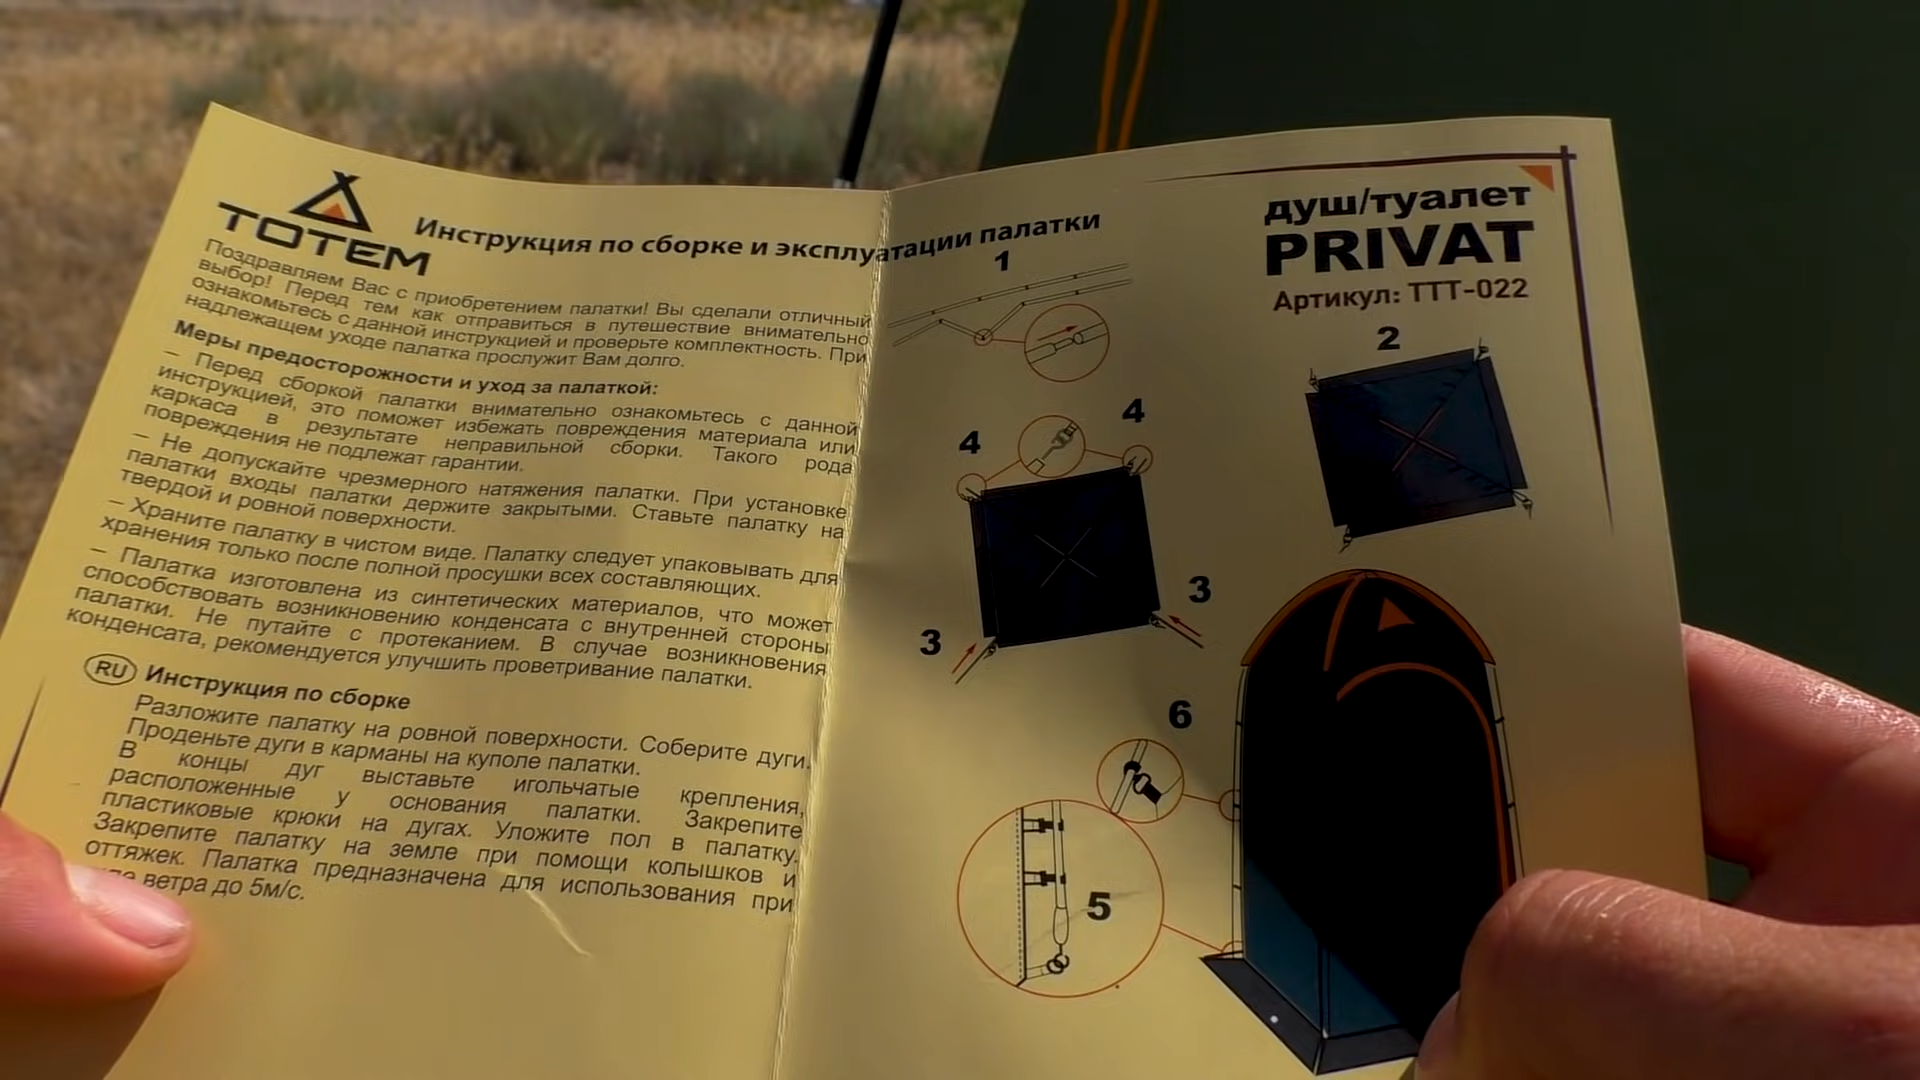 ТОТЕМ
Инструкция по сборке и эксплуатации палатки
Поздравляем Вас с приобретением палатки! Вы сделали отличный
выбор! Перед тем как отправиться в путешествие внимательно
ознакомьтесь с данной инструкцией и проверьте комплектность. При
надлежащем уходе палатка прослужит Вам долго.
Меры предосторожности и уход за палаткой:
– Перед сборкой палатки внимательно ознакомьтесь с данной
инструкцией, это поможет избежать повреждения материала или
каркаса в результате неправильной сборки. Такого рода
повреждения не подлежат гарантии.
– Не допускайте чрезмерного натяжения палатки. При установке
палатки входы палатки держите закрытыми. Ставьте палатку на
твердой и ровной поверхности.
– Храните палатку в чистом виде. Палатку следует упаковывать для
хранения только после полной просушки всех составляющих.
– Палатка изготовлена из синтетических материалов, что может
способствовать возникновению конденсата с внутренней стороны
палатки. Не путайте с протеканием. В случае возникновения
конденсата, рекомендуется улучшить проветривание палатки.
RU Инструкция по сборке
Разложите палатку на ровной поверхности. Соберите дуги.
Проденьте дуги в карманы на куполе палатки.
В концы дуг выставьте игольчатые крепления,
расположенные у основания палатки. Закрепите
пластиковые крюки на дугах. Уложите пол в палатку.
Закрепите палатку на земле при помощи колышков и
оттяжек. Палатка предназначена для использования при
ветра до 5м/с.
душ/туалет
PRIVAT
Артикул: ТТТ-022
1
2
4
4
3
3
6
5